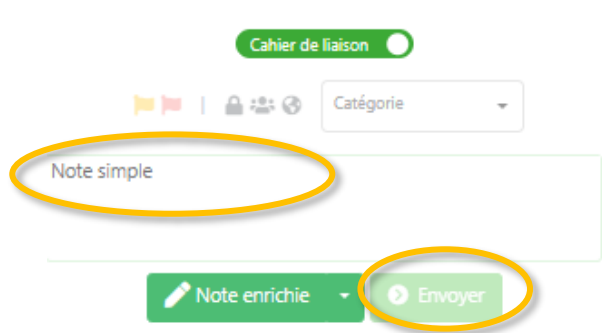 Cahier de liaison
Catégorie
Note simple
Note enrichie
Envoyer